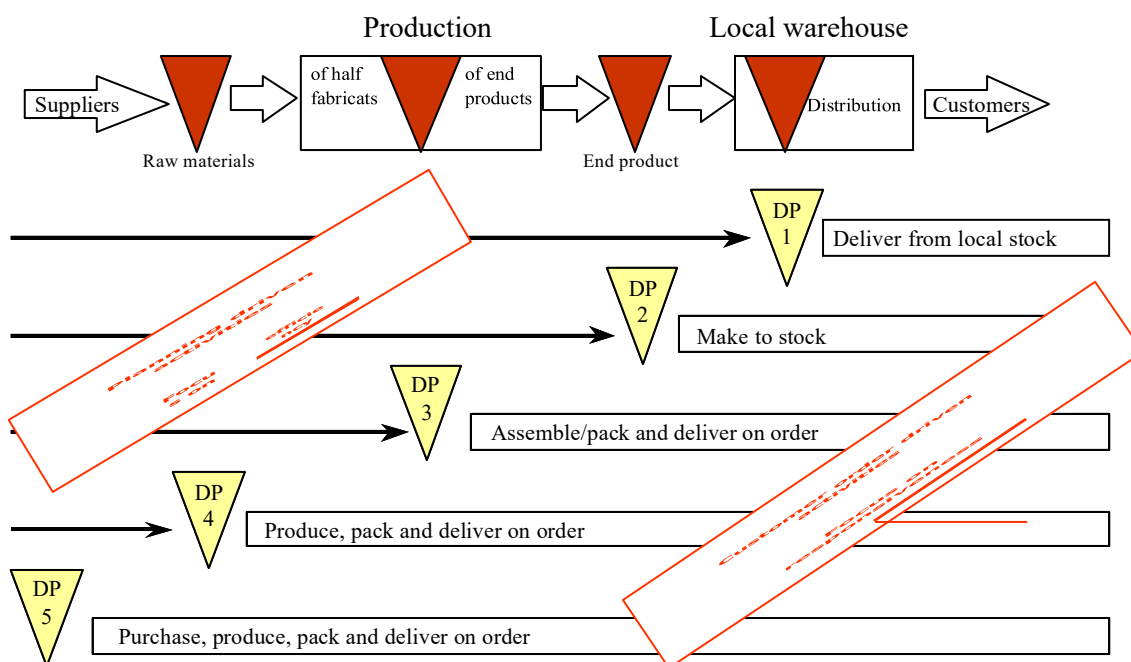 Production
Local warehouse
Suppliers
of half
fabricats
of end
products
Distribution
Customers
Raw materials
End product
DP
1
Deliver from local stock
DP
2
Make to stock
DP
3
Assemble/pack and deliver on order
DP
4
Produce, pack and deliver on order
DP
5
Purchase, produce, pack and deliver on order